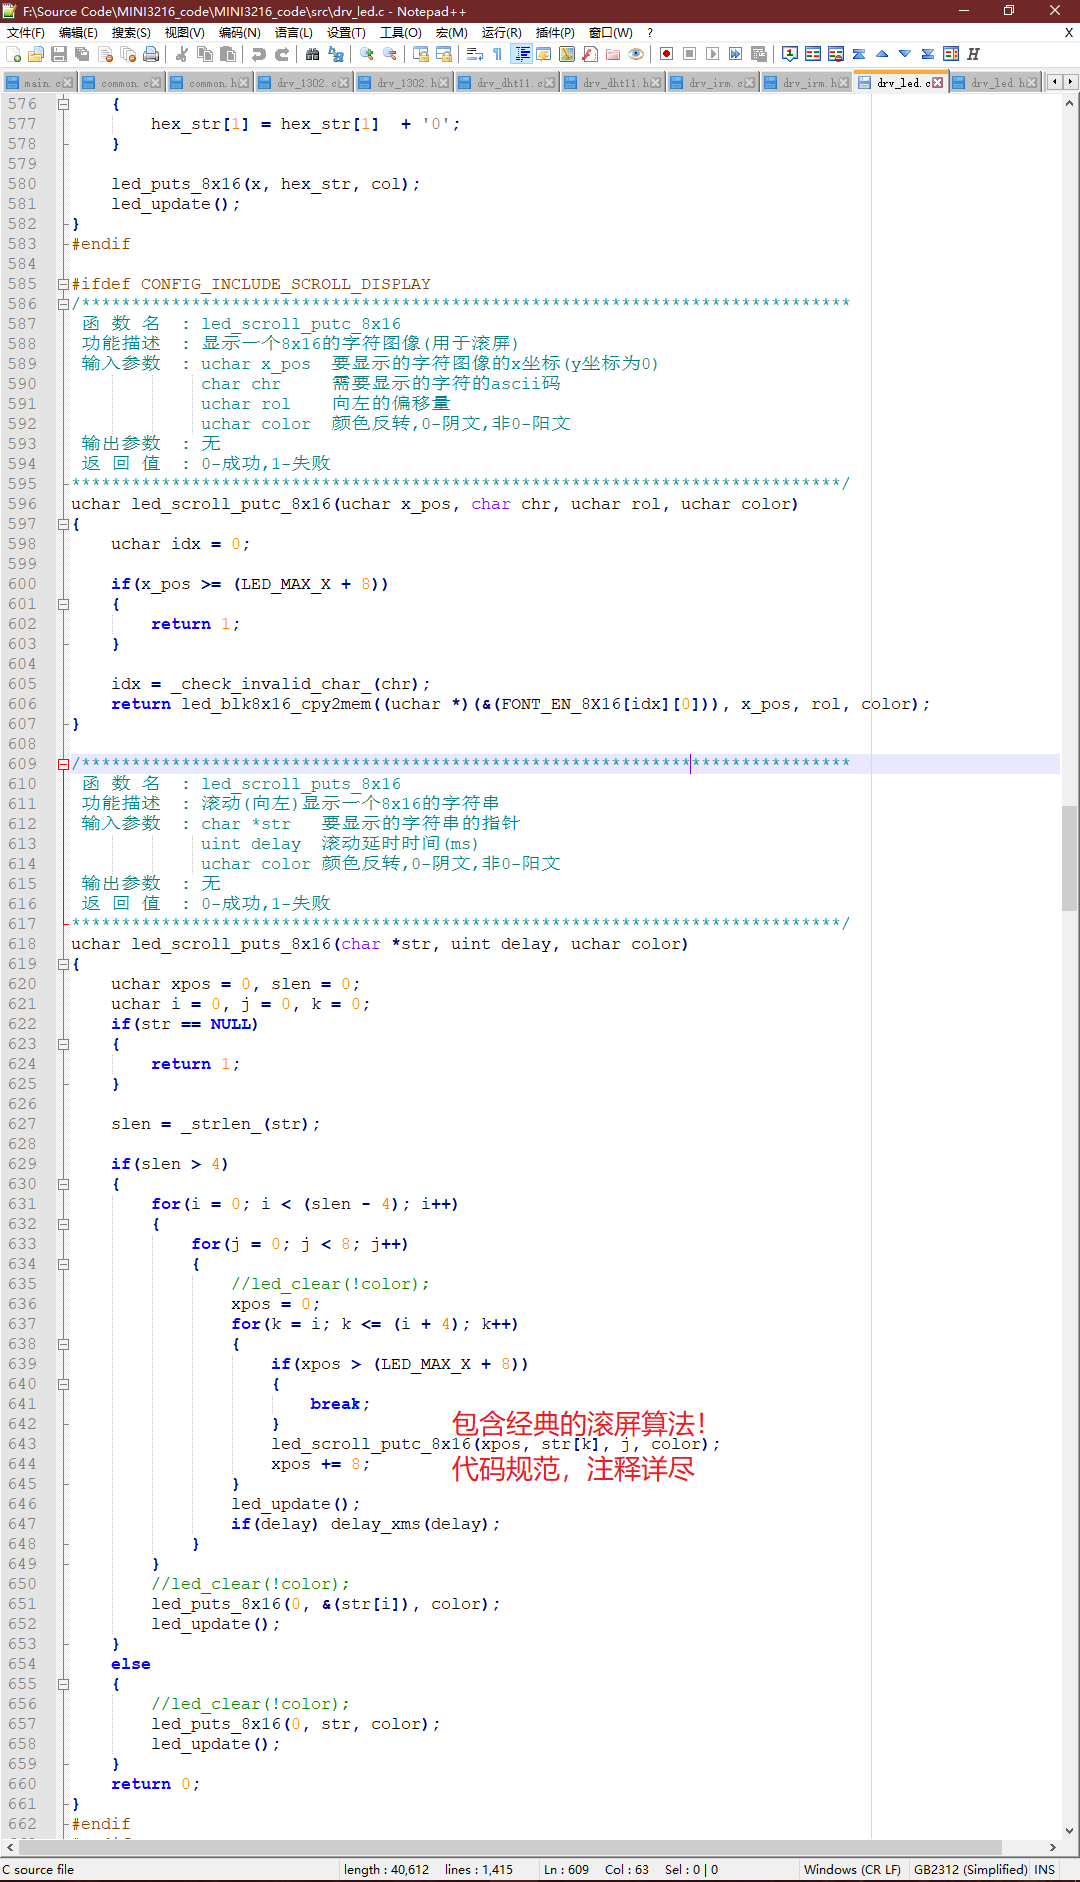 F:\Source Code\MINI3216_code\MINI3216_code\src\drv_led.c - Notepad++
文件(F) 编辑(E) 搜索(S) 视图(V) 编码(N) 语言(L) 设置(T) 工具(O) 宏(M) 运行(R) 插件(P) 窗口(W) ? X
main.c common.c common.h drv_1302.c drv_1302.h drv_dht11.c drv_dht11.h drv_irm.c drv_irm.h drv_led.c drv_led.h
576 {
577 hex_str[1] = hex_str[1]  + '0';
578 }
579
580 led_puts_8x16(x, hex_str, col);
581 led_update();
582 }
583 #endif
584
585 #ifdef CONFIG_INCLUDE_SCROLL_DISPLAY
586 /*****************************************************************************
587 函 数 名  : led_scroll_putc_8x16
588 功能描述  : 显示一个8x16的字符图像(用于滚屏)
589 输入参数  : uchar x_pos  要显示的字符图像的x坐标(y坐标为0)
590 char chr     需要显示的字符的ascii码
591 uchar rol    向左的偏移量
592 uchar color  颜色反转,0-阴文,非0-阳文
593 输出参数  : 无
594 返 回 值  : 0-成功,1-失败
595 *****************************************************************************/
596 uchar led_scroll_putc_8x16(uchar x_pos, char chr, uchar rol, uchar color)
597 {
598 uchar idx = 0;
599
600 if(x_pos >= (LED_MAX_X + 8))
601 {
602 return 1;
603 }
604
605 idx = _check_invalid_char_(chr);
606 return led_blk8x16_cpy2mem((uchar *)(&(FONT_EN_8X16[idx][0])), x_pos, rol, color);
607 }
608
609 /*****************************************************************************
610 函 数 名  : led_scroll_puts_8x16
611 功能描述  : 滚动(向左)显示一个8x16的字符串
612 输入参数  : char *str   要显示的字符串的指针
613 uint delay  滚动延时时间(ms)
614 uchar color 颜色反转,0-阴文,非0-阳文
615 输出参数  : 无
616 返 回 值  : 0-成功,1-失败
617 *****************************************************************************/
618 uchar led_scroll_puts_8x16(char *str, uint delay, uchar color)
619 {
620 uchar xpos = 0, slen = 0;
621 uchar i = 0, j = 0, k = 0;
622 if(str == NULL)
623 {
624 return 1;
625 }
626
627 slen = _strlen_(str);
628
629 if(slen > 4)
630 {
631 for(i = 0; i < (slen - 4); i++)
632 {
633 for(j = 0; j < 8; j++)
634 {
635 //led_clear(!color);
636 xpos = 0;
637 for(k = i; k <= (i + 4); k++)
638 {
639 if(xpos > (LED_MAX_X + 8))
640 {
641 break;
642 }
包含经典的滚屏算法!
643 led_scroll_putc_8x16(xpos, str[k], j, color);
644 xpos += 8;
代码规范，注释详尽
645 }
646 led_update();
647 if(delay) delay_xms(delay);
648 }
649 }
650 //led_clear(!color);
651 led_puts_8x16(0, &(str[i]), color);
652 led_update();
653 }
654 else
655 {
656 //led_clear(!color);
657 led_puts_8x16(0, str, color);
658 led_update();
659 }
660 return 0;
661 }
662 #endif
C source file length : 40,612 lines : 1,415 Ln : 609 Col : 63 Sel : 0 | 0 Windows (CR LF) GB2312 (Simplified) INS